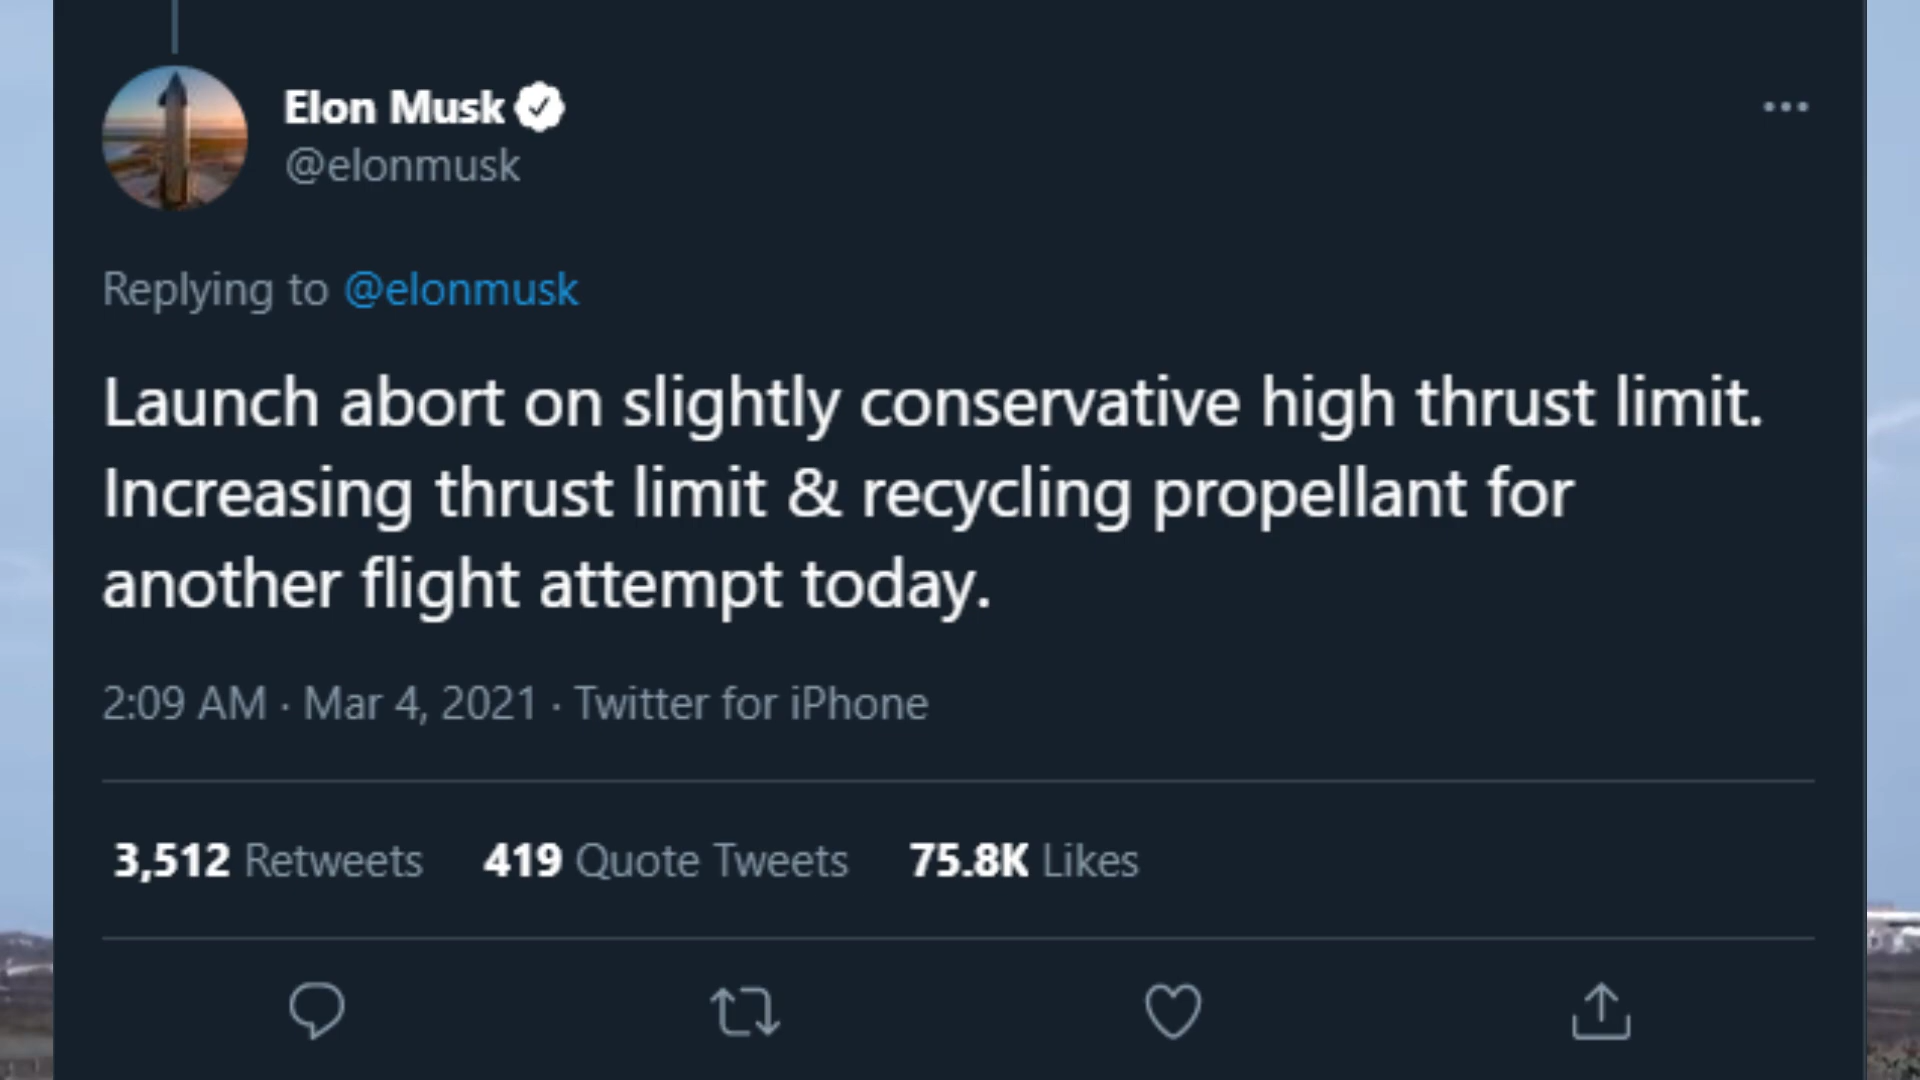 Elon Musk
@elonmusk
Replying to @elonmusk
Launch abort on slightly conservative high thrust limit.
Increasing thrust limit & recycling propellant for
another flight attempt today.
2:09 AM · Mar 4, 2021 · Twitter for iPhone
3,512 Retweets 419 Quote Tweets 75.8K Likes